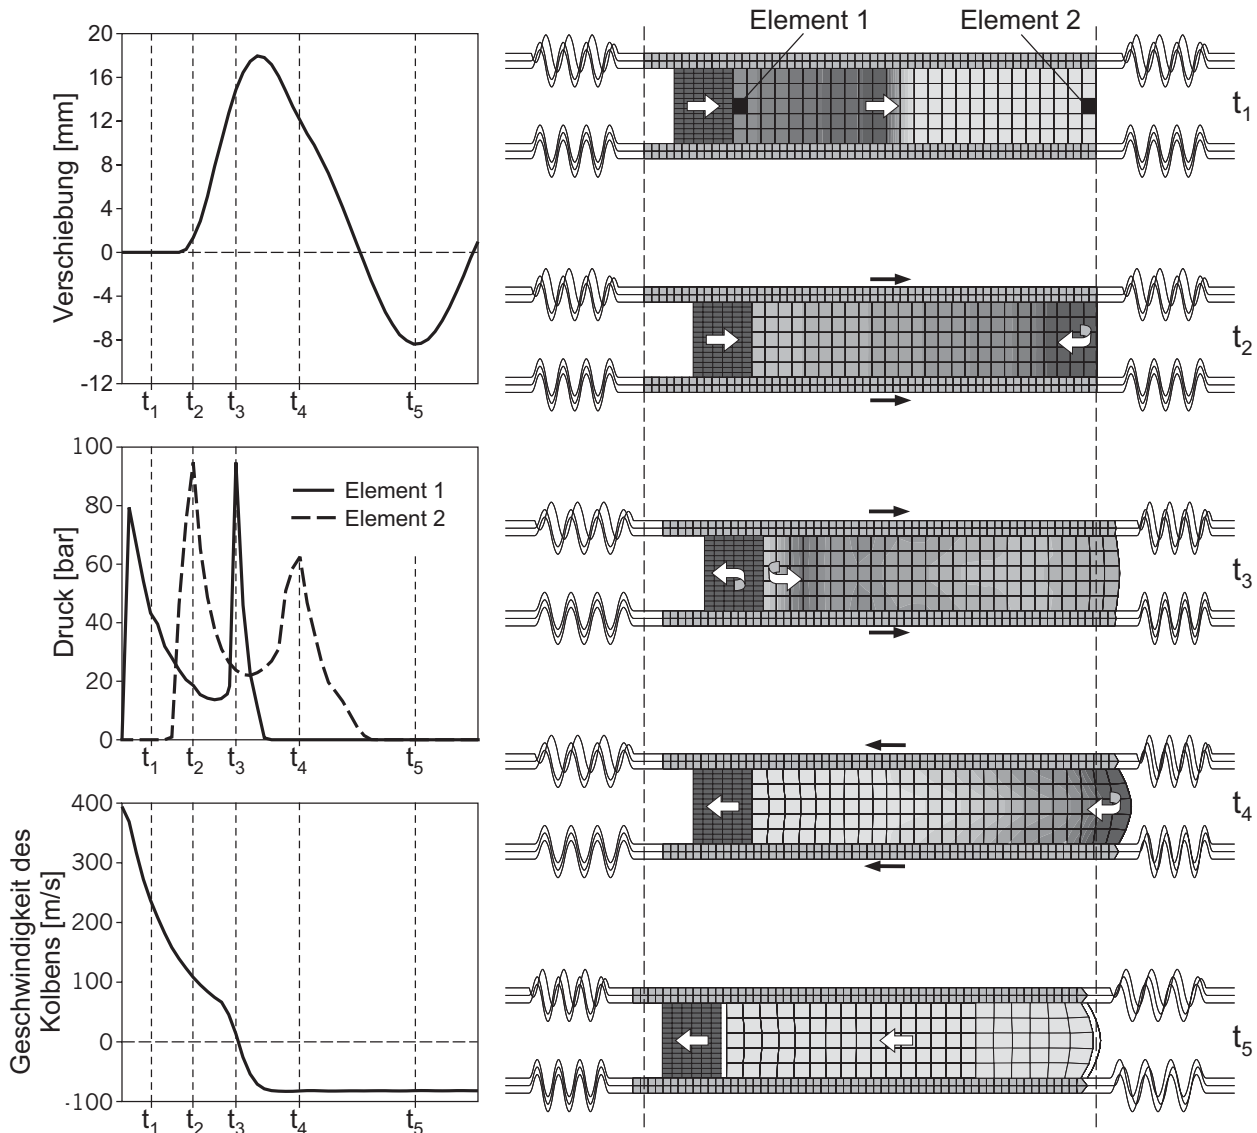 Verschiebung [mm]
20
16
12
8
4
0
-4
-8
-12
t1 t2 t3 t4 t5
Druck [bar]
100
80
60
40
20
0
Element 1
Element 2
t1 t2 t3 t4 t5
Geschwindigkeit des
Kolbens [m/s]
400
300
200
100
0
-100
t1 t2 t3 t4 t5
Element 1 Element 2
t1
t2
t3
t4
t5